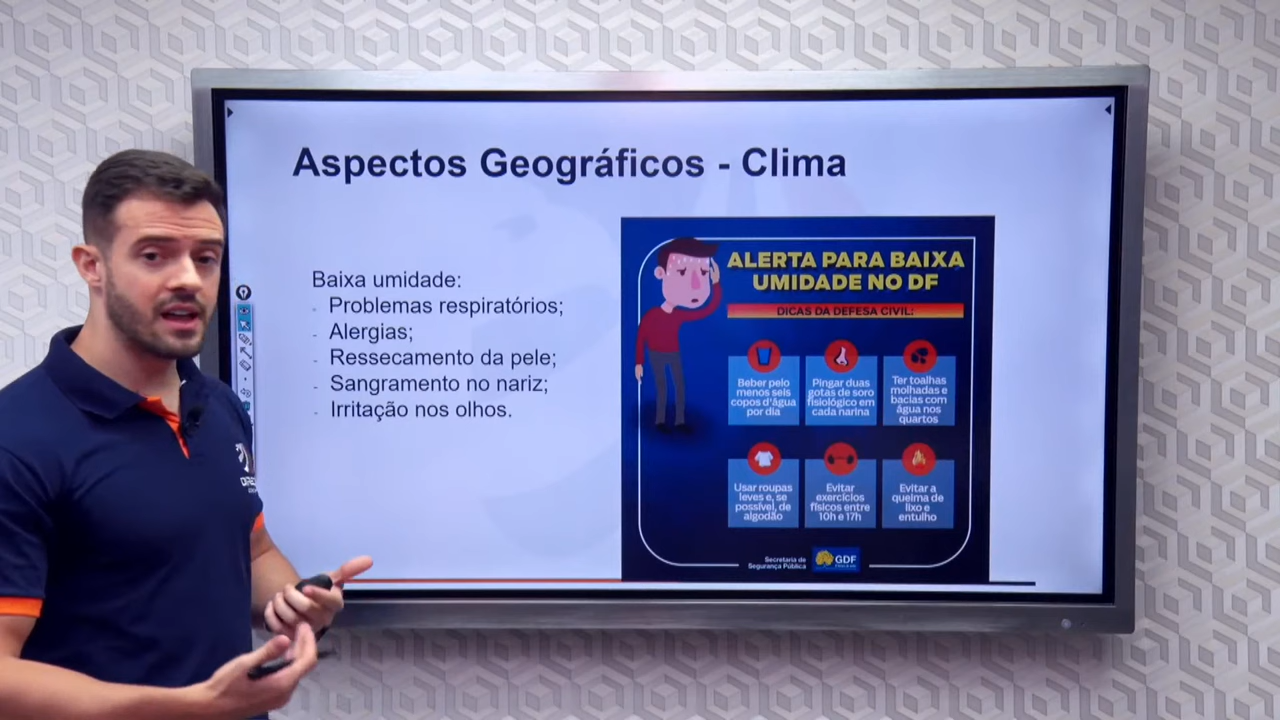 Aspectos Geográficos - Clima
Baixa umidade:
- Problemas respiratórios;
- Alergias;
- Ressecamento da pele;
- Sangramento no nariz;
- Irritação nos olhos.
ALERTA PARA BAIXA
UMIDADE NO DF
DICAS DA DEFESA CIVIL:
Beber pelo
menos seis
copos d'água
por dia
Pingar duas
gotas de soro
fisiológico em
cada narina
Ter toalhas
molhadas e
bacias com
água nos
quartos
Usar roupas
leves e, se
possível, de
algodão
Evitar
exercícios
físicos entre
10h e 17h
Evitar a
queima de
lixo e
entulho
Secretaria de
Segurança Pública
GDF